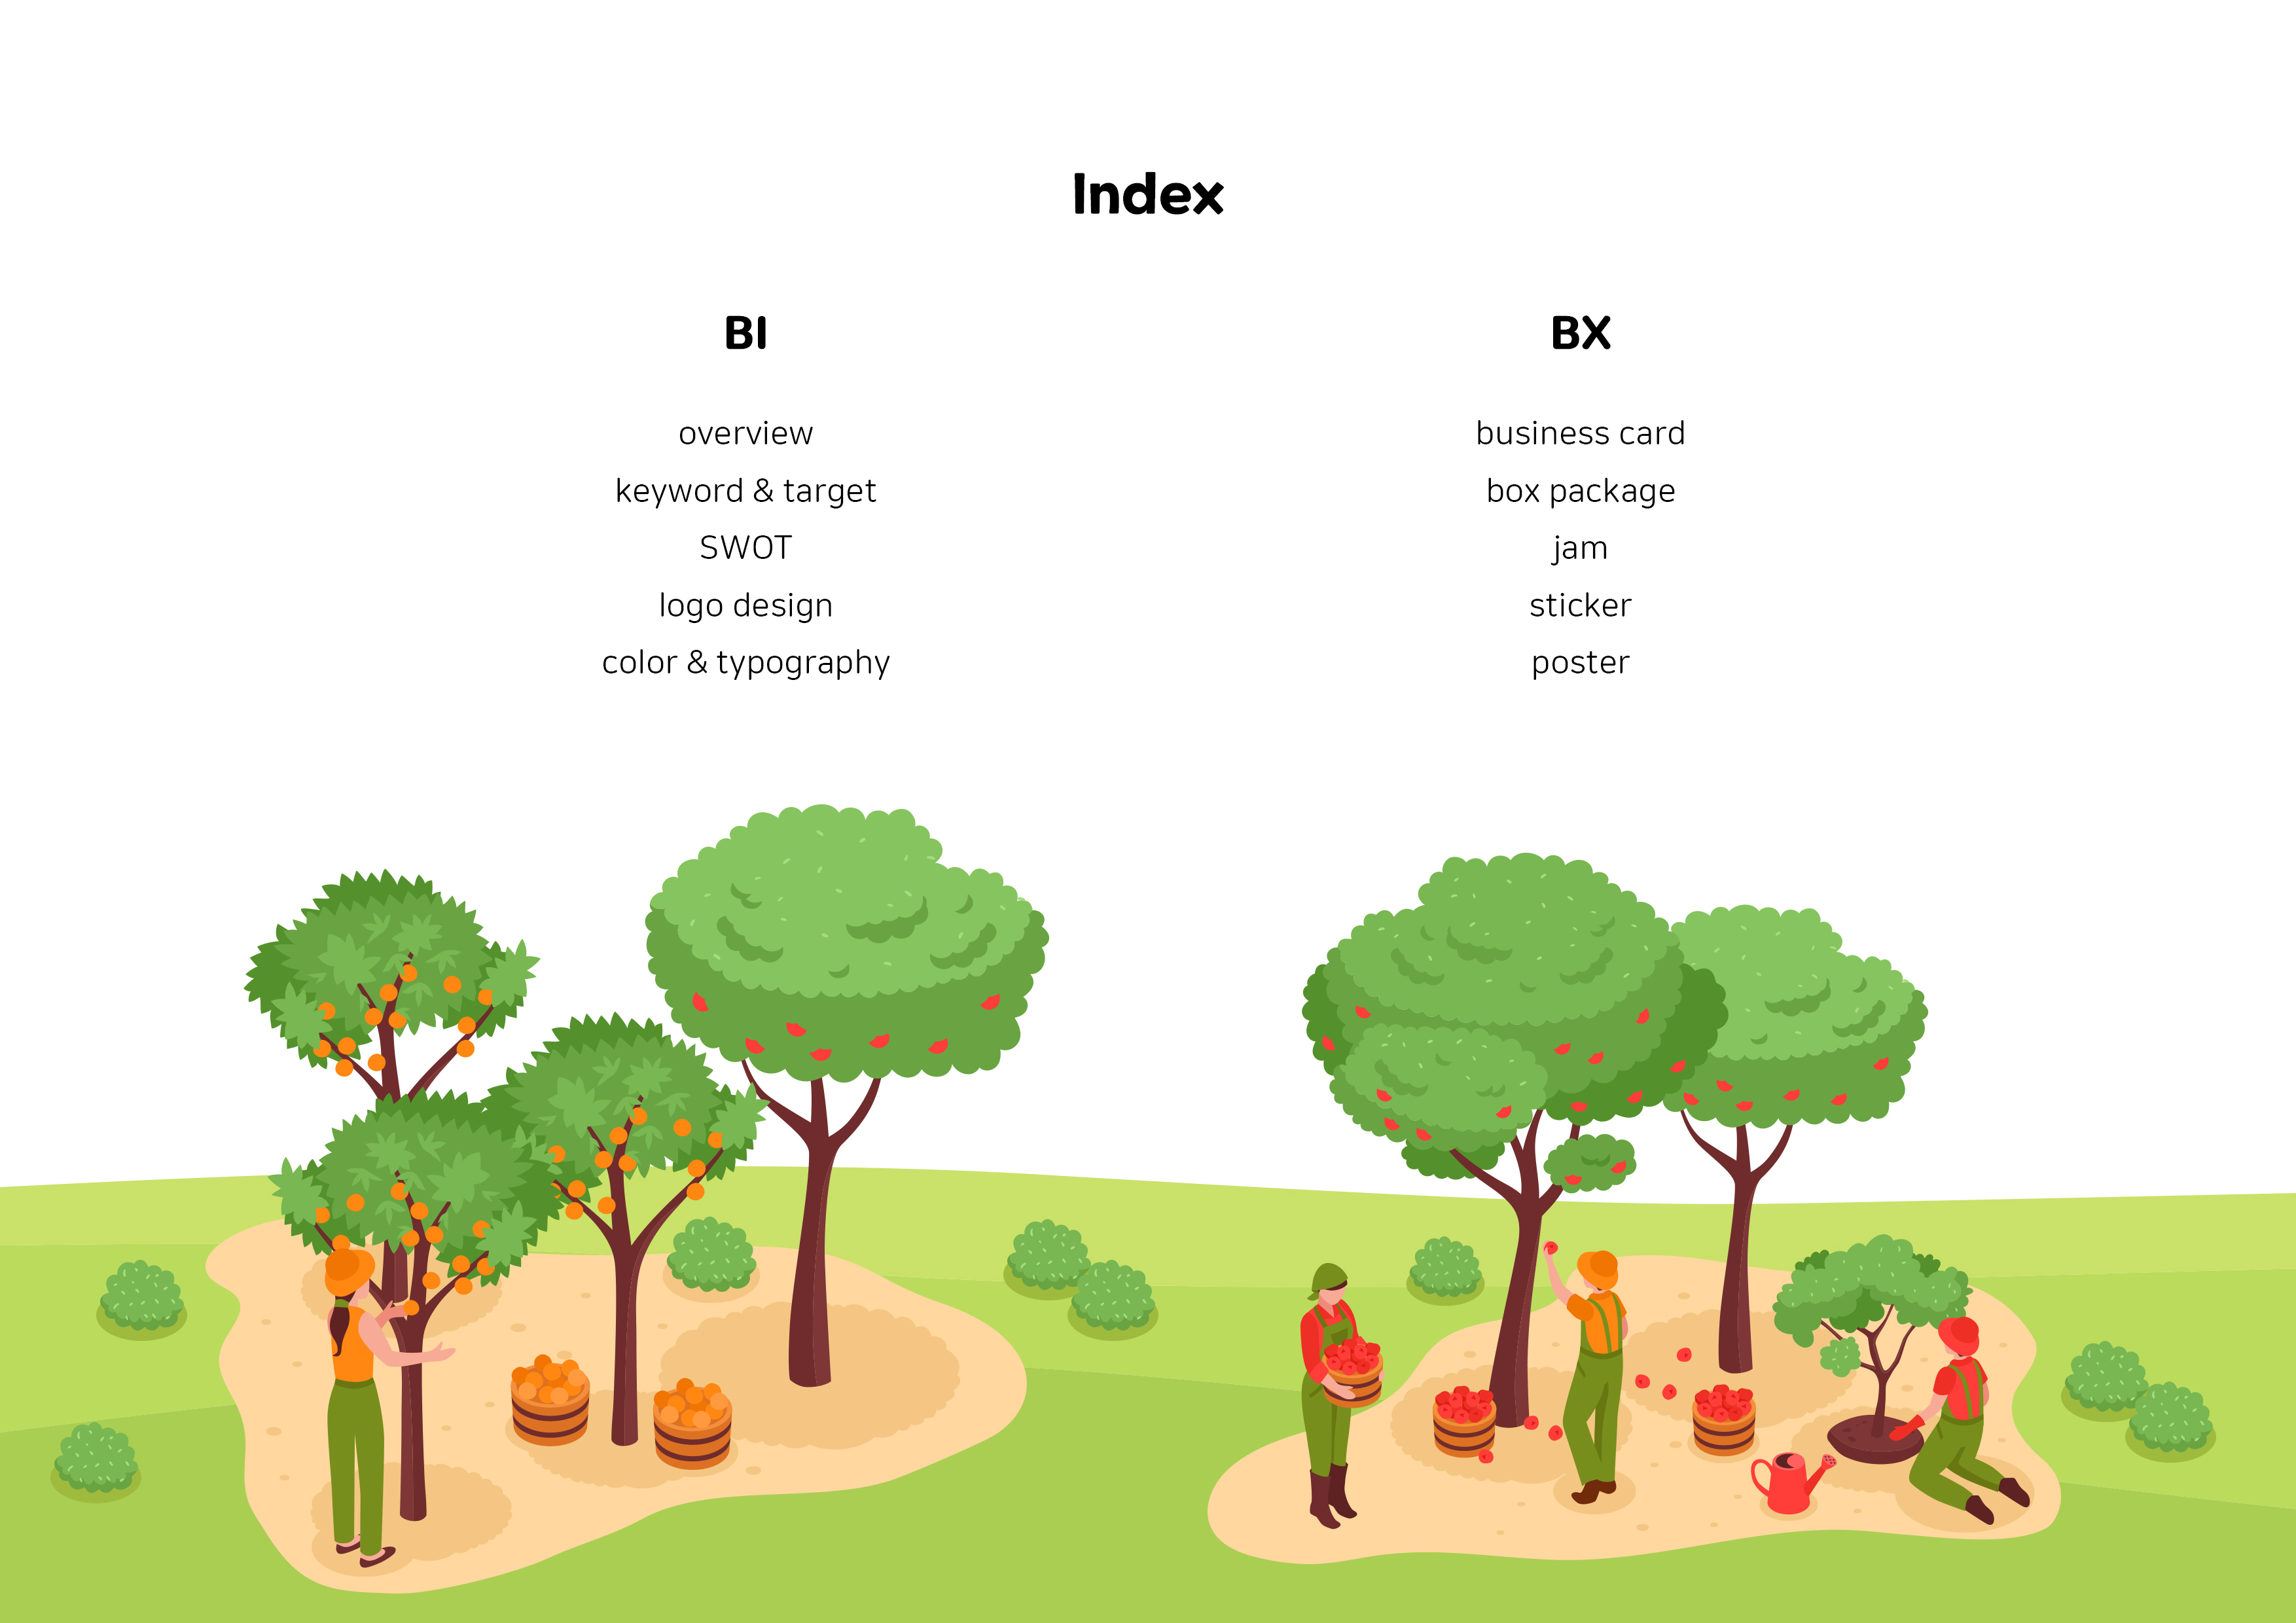 Index
BI
overview
keyword & target
SWOT
logo design
color & typography
BX
business card
box package
jam
sticker
poster